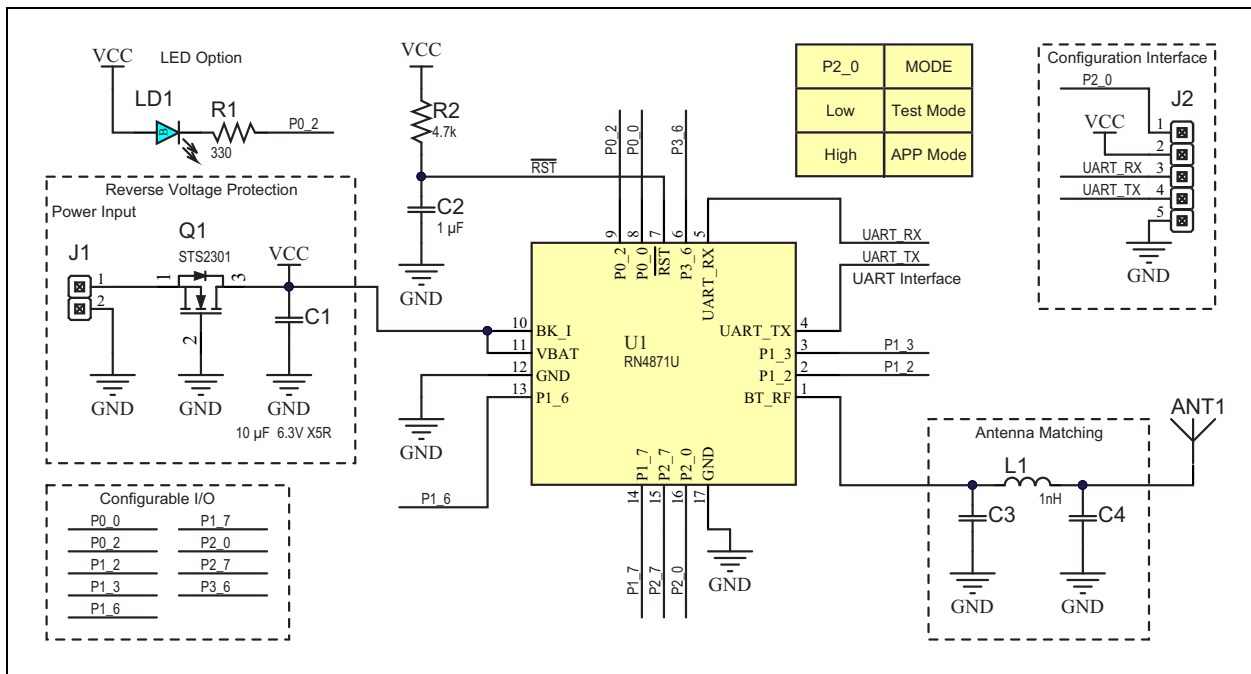 VCC
LED Option
LD1
B
R1
330
P0_2
VCC
R2
4.7k
RST
C2
1 µF
GND
P2_0 MODE
Low Test Mode
High APP Mode
Configuration Interface
P2_0
J2
VCC
1
2
UART_RX
3
UART_TX
4
5
GND
Reverse Voltage Protection
Power Input
Q1
STS2301
J1
1
2
1
3
2
VCC
C1
GND
GND
GND
10 µF 6.3V X5R
P0_2
P0_0
P3_6
9
8
7
6
5
P0_2
P0_0
RST
P3_6
UART_RX
UART_RX
UART_TX
UART Interface
U1
RN4871U
10 BK_I
11 VBAT
12 GND
13 P1_6
UART_TX 4
P1_3 3
P1_2 2
BT_RF 1
P1_3
P1_2
GND
P1_6
P1_7
P2_7
P2_0
GND
14
15
16
17
P1_7
P2_7
P2_0
GND
Antenna Matching
ANT1
L1
1nH
C3
C4
GND
GND
Configurable I/O
P0_0 P1_7
P0_2 P2_0
P1_2 P2_7
P1_3 P3_6
P1_6